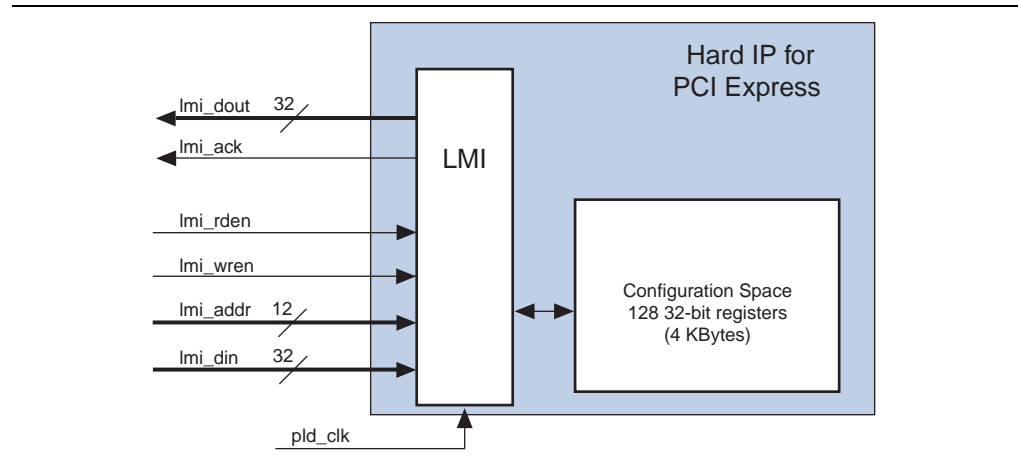 Hard IP for
PCI Express
lmi_dout 32
lmi_ack
LMI
lmi_rden
lmi_wren
lmi_addr 12
lmi_din 32
Configuration Space
128 32-bit registers
(4 KBytes)
pld_clk